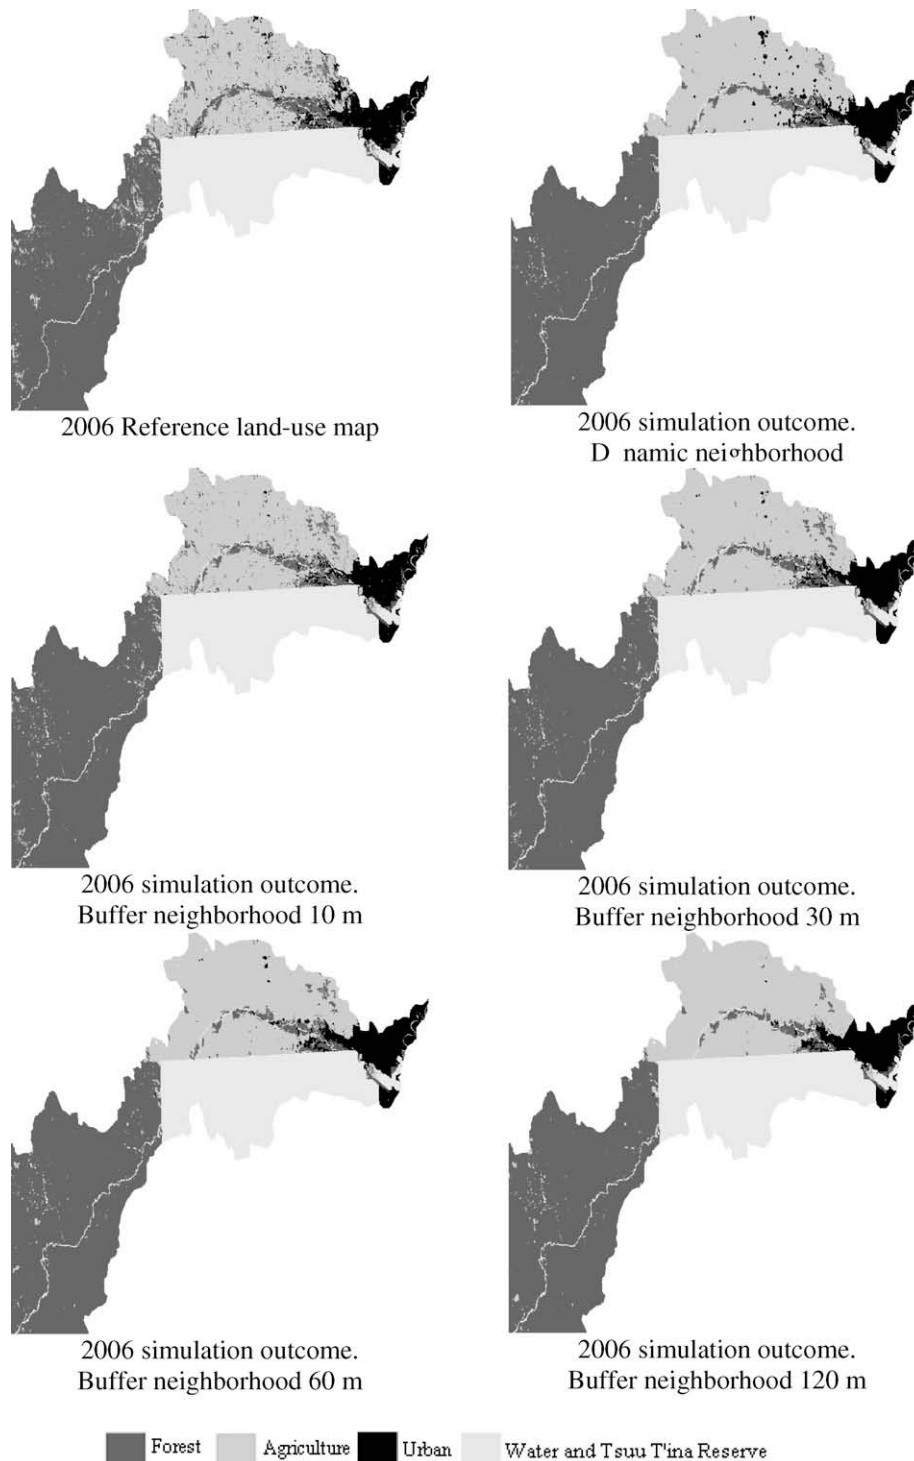 2006 Reference land-use map
2006 simulation outcome.
D namic neighborhood
2006 simulation outcome.
Buffer neighborhood 10 m
2006 simulation outcome.
Buffer neighborhood 30 m
2006 simulation outcome.
Buffer neighborhood 60 m
2006 simulation outcome.
Buffer neighborhood 120 m
Forest Agriculture Urban Water and Tsuu T'ina Reserve